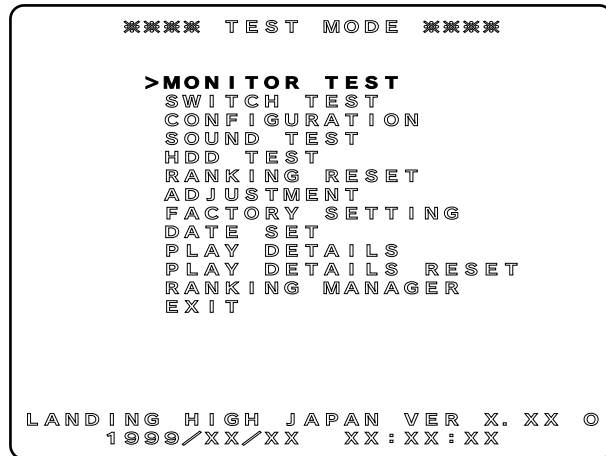 ※※※※ TEST MODE ※※※※
>MONITOR TEST
SWITCH TEST
CONFIGURATION
SOUND TEST
HDD TEST
RANKING RESET
ADJUSTMENT
FACTORY SETTING
DATE SET
PLAY DETAILS
PLAY DETAILS RESET
RANKING MANAGER
EXIT
LANDING HIGH JAPAN VER X.XX O
1999/XX/XX XX:XX:XX